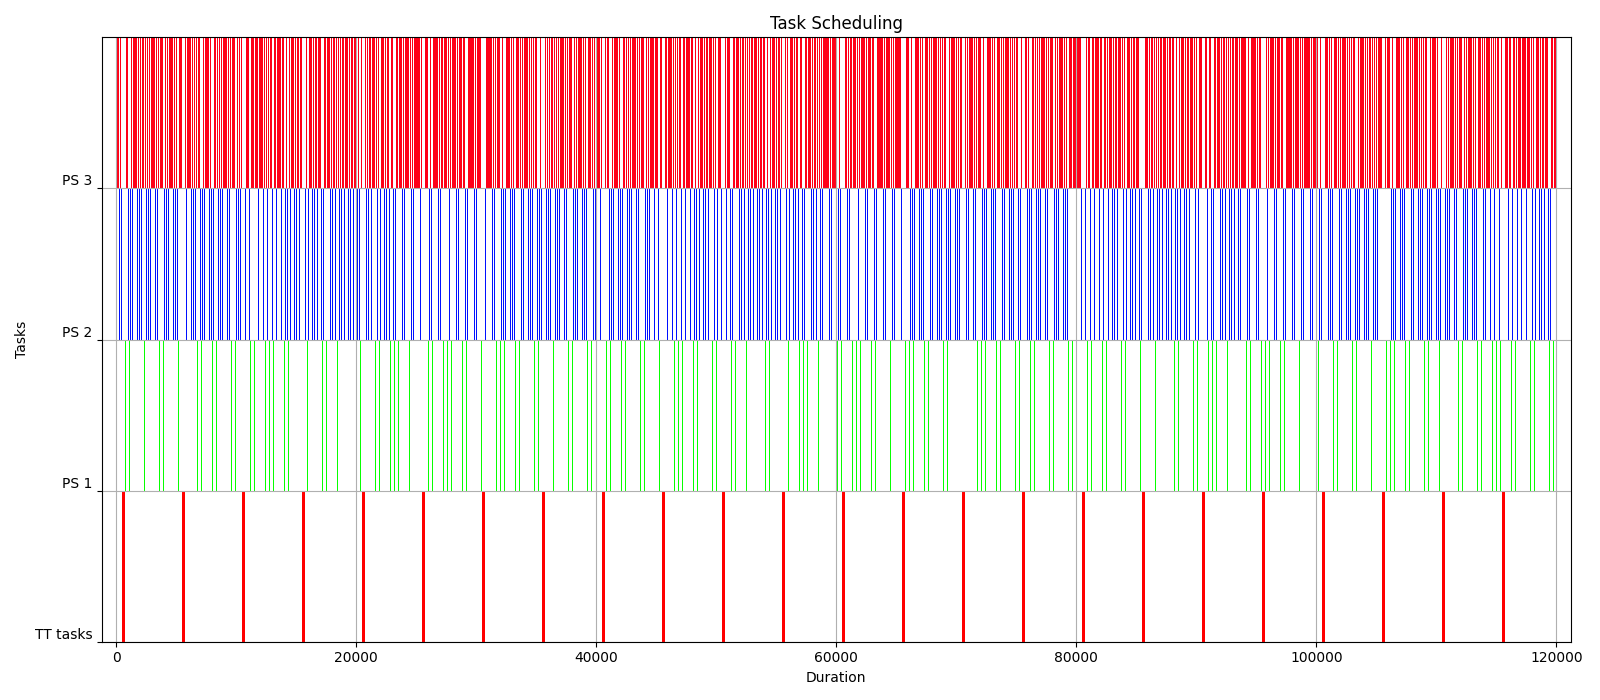 Task Scheduling
Tasks
PS 3
PS 2
PS 1
TT tasks
0 20000 40000 60000 80000 100000 120000
Duration